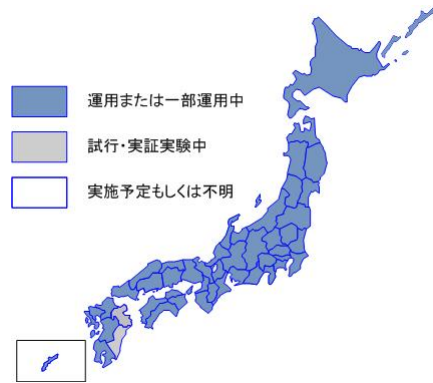 運用または一部運用中
試行・実証実験中
実施予定もしくは不明